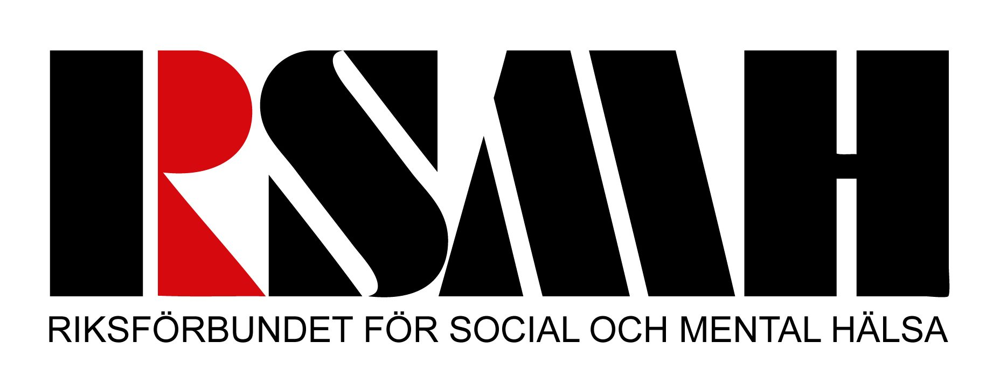 RSMH
RIKSFÖRBUNDET FÖR SOCIAL OCH MENTAL HÄLSA